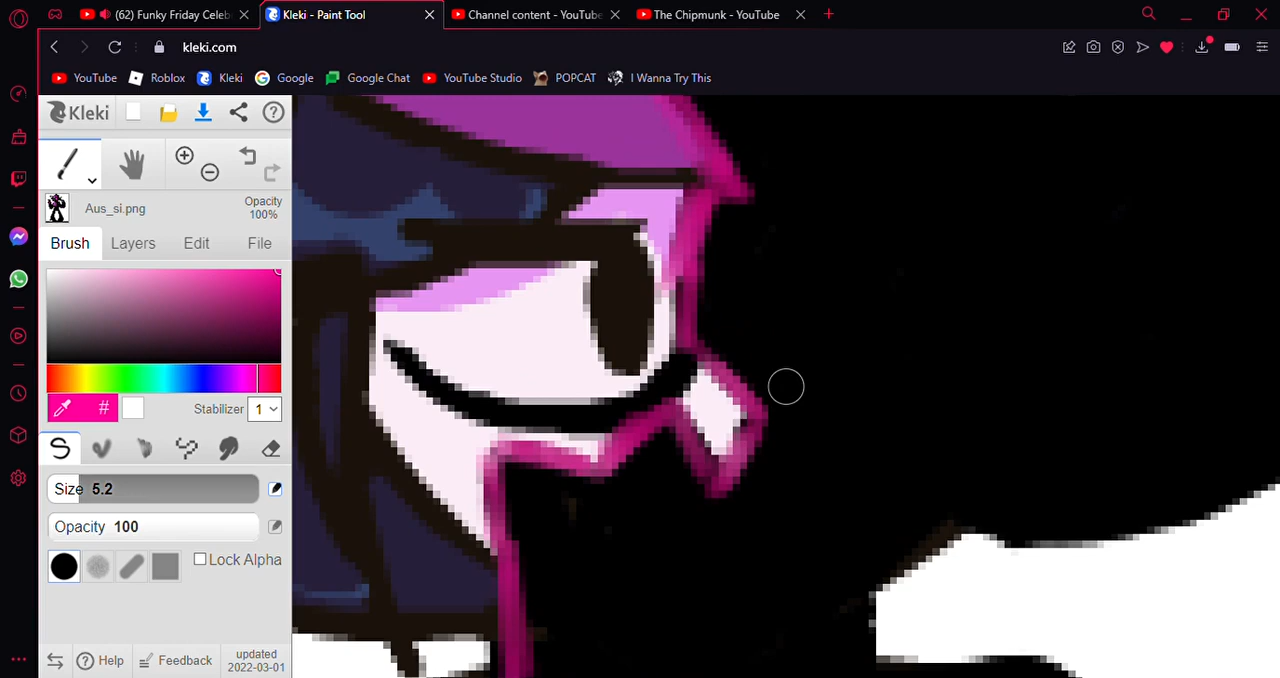 (62) Funky Friday Celeb
Kleki - Paint Tool
Channel content - YouTube
The Chipmunk - YouTube
kleki.com
YouTube
Roblox
Kleki
Google
Google Chat
YouTube Studio
POPCAT
I Wanna Try This
Kleki
?
Aus_si.png
Opacity
100%
Brush
Layers
Edit
File
#
Stabilizer
1
Size 5.2
Opacity 100
Lock Alpha
? Help
Feedback
updated
2022-03-01